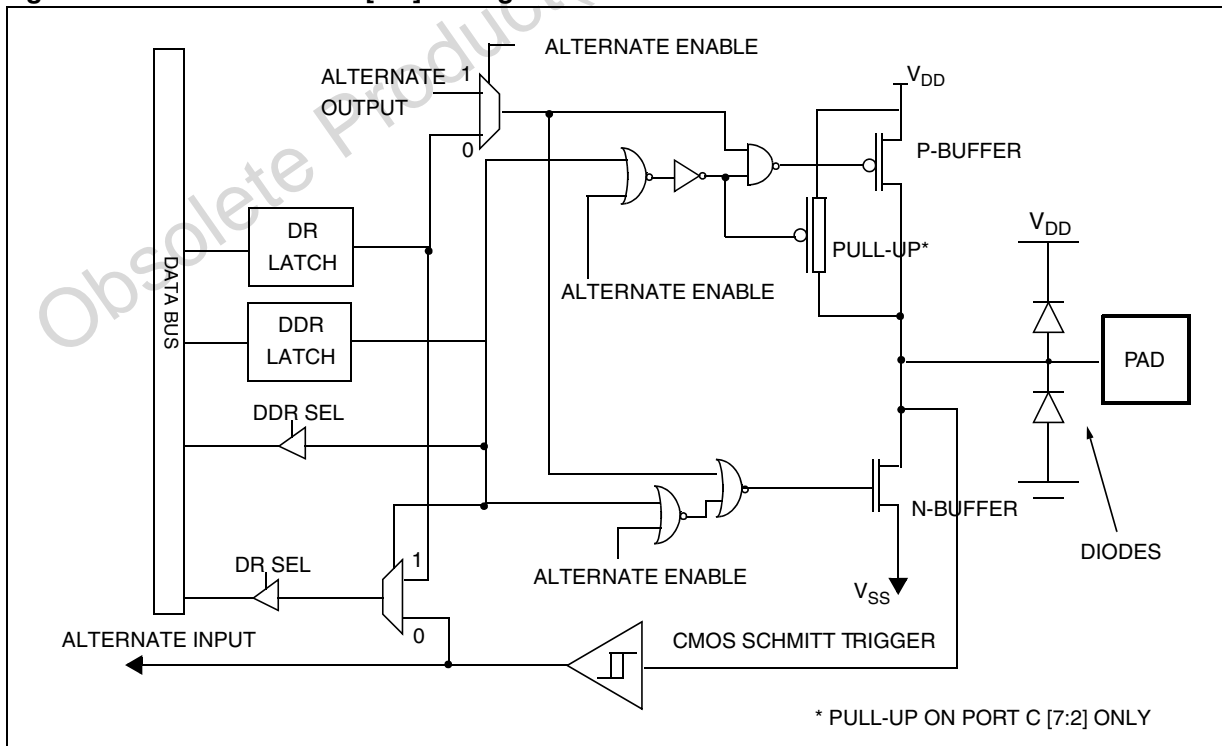 ALTERNATE ENABLE
ALTERNATE
OUTPUT
1
0
VDD
P-BUFFER
DR
LATCH
PULL-UP*
VDD
ALTERNATE ENABLE
DATA BUS
DDR
LATCH
PAD
DDR SEL
N-BUFFER
DIODES
DR SEL
1
0
ALTERNATE ENABLE
VSS
ALTERNATE INPUT
CMOS SCHMITT TRIGGER
* PULL-UP ON PORT C [7:2] ONLY